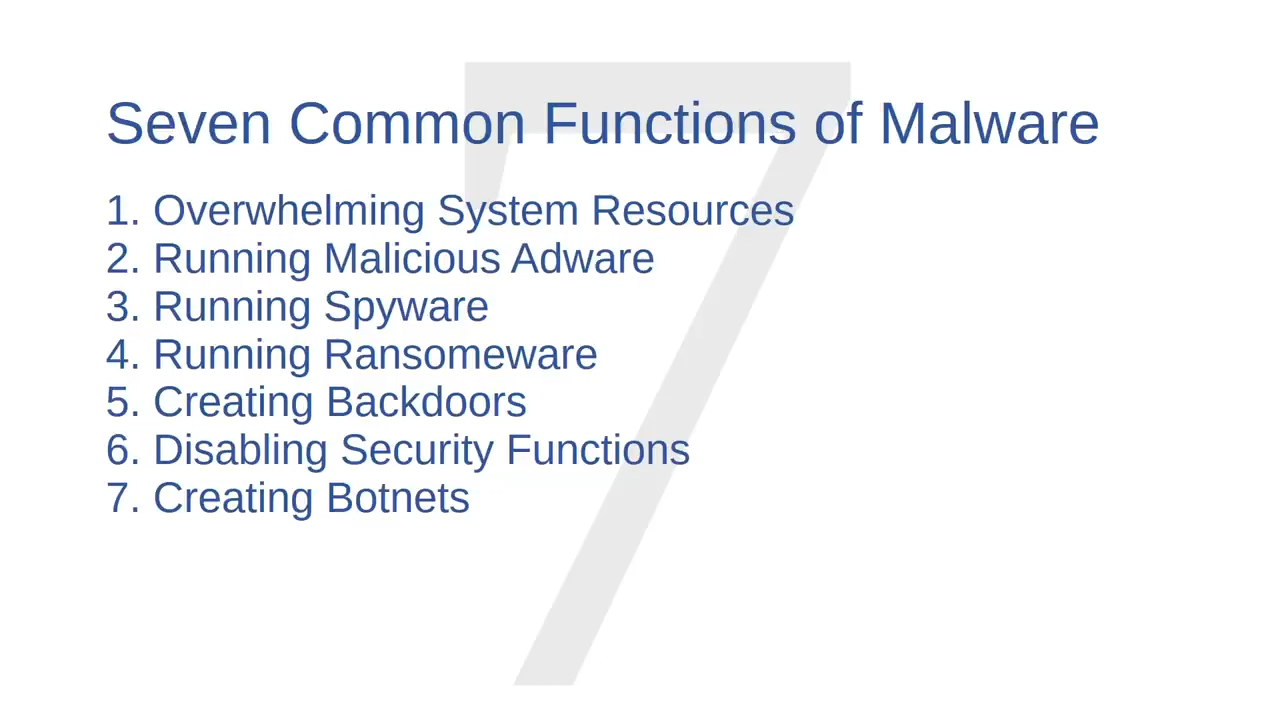 Seven Common Functions of Malware
1. Overwhelming System Resources
2. Running Malicious Adware
3. Running Spyware
4. Running Ransomeware
5. Creating Backdoors
6. Disabling Security Functions
7. Creating Botnets
7